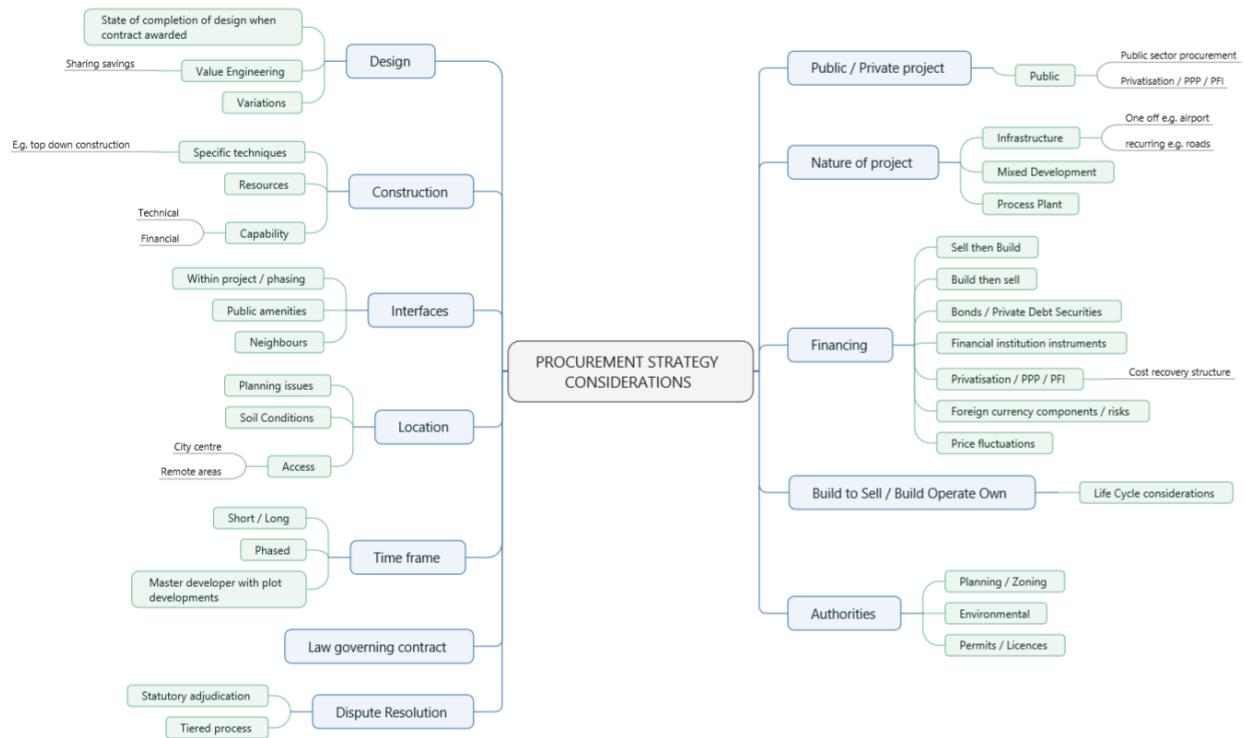 PROCUREMENT STRATEGY
CONSIDERATIONS
Design
State of completion of design when
contract awarded
Value Engineering
Sharing savings
Variations
Construction
Specific techniques
E.g. top down construction
Resources
Capability
Technical
Financial
Interfaces
Within project / phasing
Public amenities
Neighbours
Location
Planning issues
Soil Conditions
Access
City centre
Remote areas
Time frame
Short / Long
Phased
Master developer with plot
developments
Law governing contract
Dispute Resolution
Statutory adjudication
Tiered process
Public / Private project
Public
Public sector procurement
Privatisation / PPP / PFI
Nature of project
Infrastructure
One off e.g. airport
recurring e.g. roads
Mixed Development
Process Plant
Financing
Sell then Build
Build then sell
Bonds / Private Debt Securities
Financial institution instruments
Privatisation / PPP / PFI
Cost recovery structure
Foreign currency components / risks
Price fluctuations
Build to Sell / Build Operate Own
Life Cycle considerations
Authorities
Planning / Zoning
Environmental
Permits / Licences